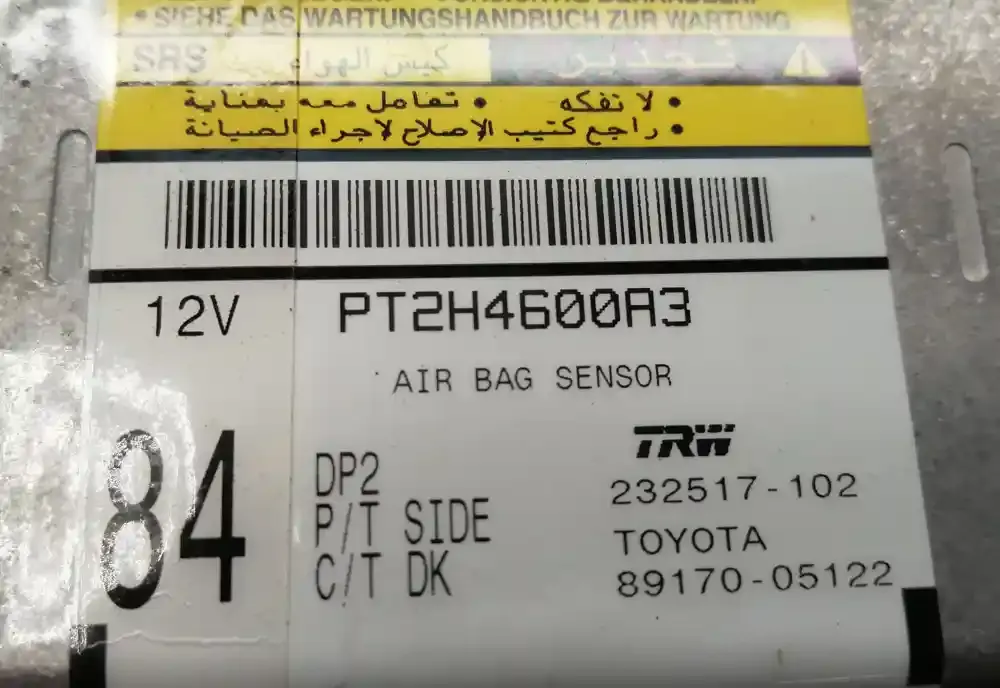 • SIEHE DAS WARTUNGSHANDBUCH ZUR WARTUNG
SRS كيس الهواء تحذير
• لا تفكه • تعامل معه بعناية
• راجع كتيب الاصلاح لاجراء الصيانة
12V PT2H4600A3
AIR BAG SENSOR
84
DP2
P/T SIDE
C/T DK
TRW
232517-102
TOYOTA
89170-05122